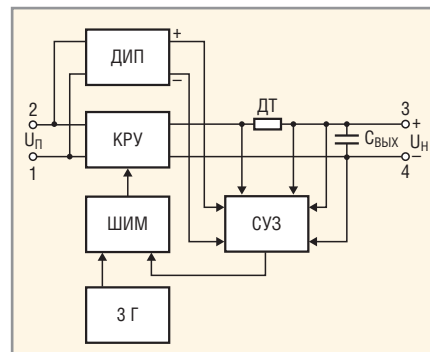 ДИП
+
–
2
Uп
1
КРУ
ДТ
3
+
Cвых
Uн
–
4
ШИМ
СУЗ
З Г